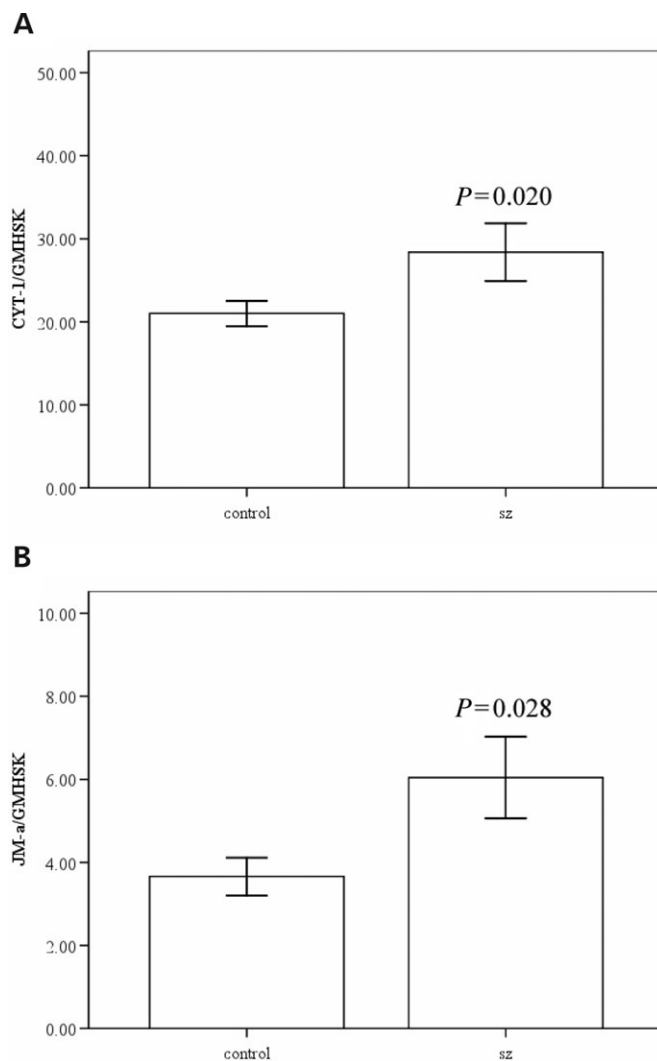 A
50.00
40.00
30.00
20.00
10.00
0.00
CYT-1/GMHSK
P=0.020
control
sz
B
10.00
8.00
6.00
4.00
2.00
0.00
JM-a/GMHSK
P=0.028
control
sz